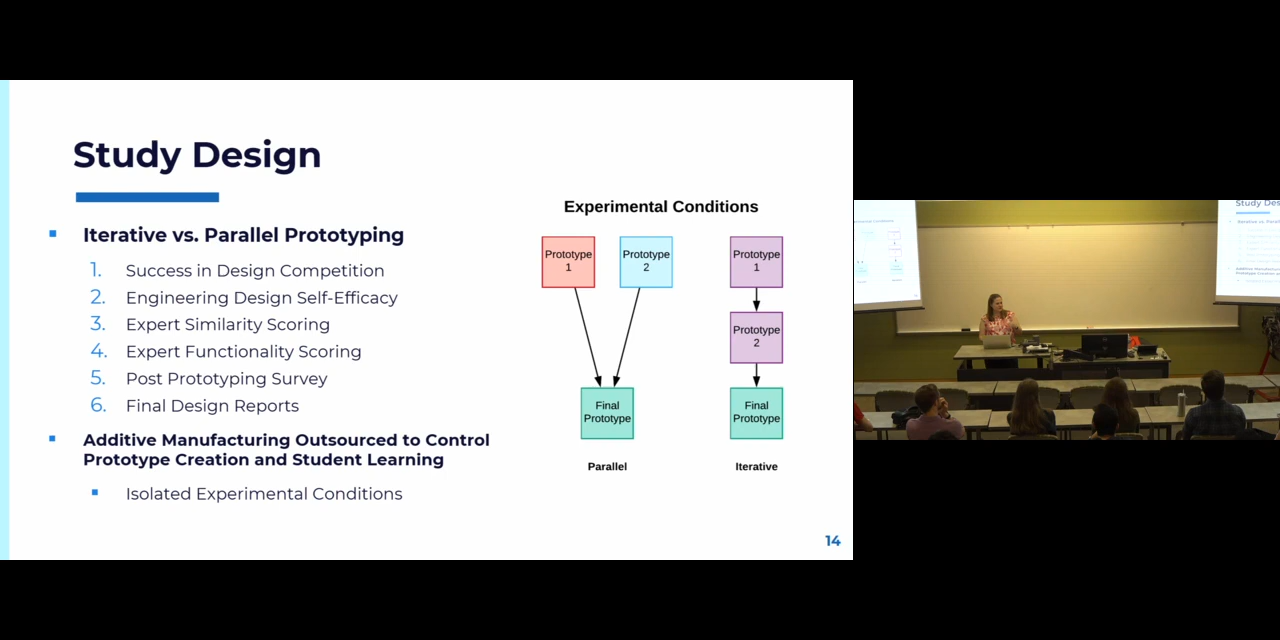 Study Design
Iterative vs. Parallel Prototyping
1. Success in Design Competition
2. Engineering Design Self-Efficacy
3. Expert Similarity Scoring
4. Expert Functionality Scoring
5. Post Prototyping Survey
6. Final Design Reports
Additive Manufacturing Outsourced to Control
Prototype Creation and Student Learning
Isolated Experimental Conditions
Experimental Conditions
Prototype
1
Prototype
2
Final
Prototype
Parallel
Prototype
1
Prototype
2
Final
Prototype
Iterative
14
Study Des